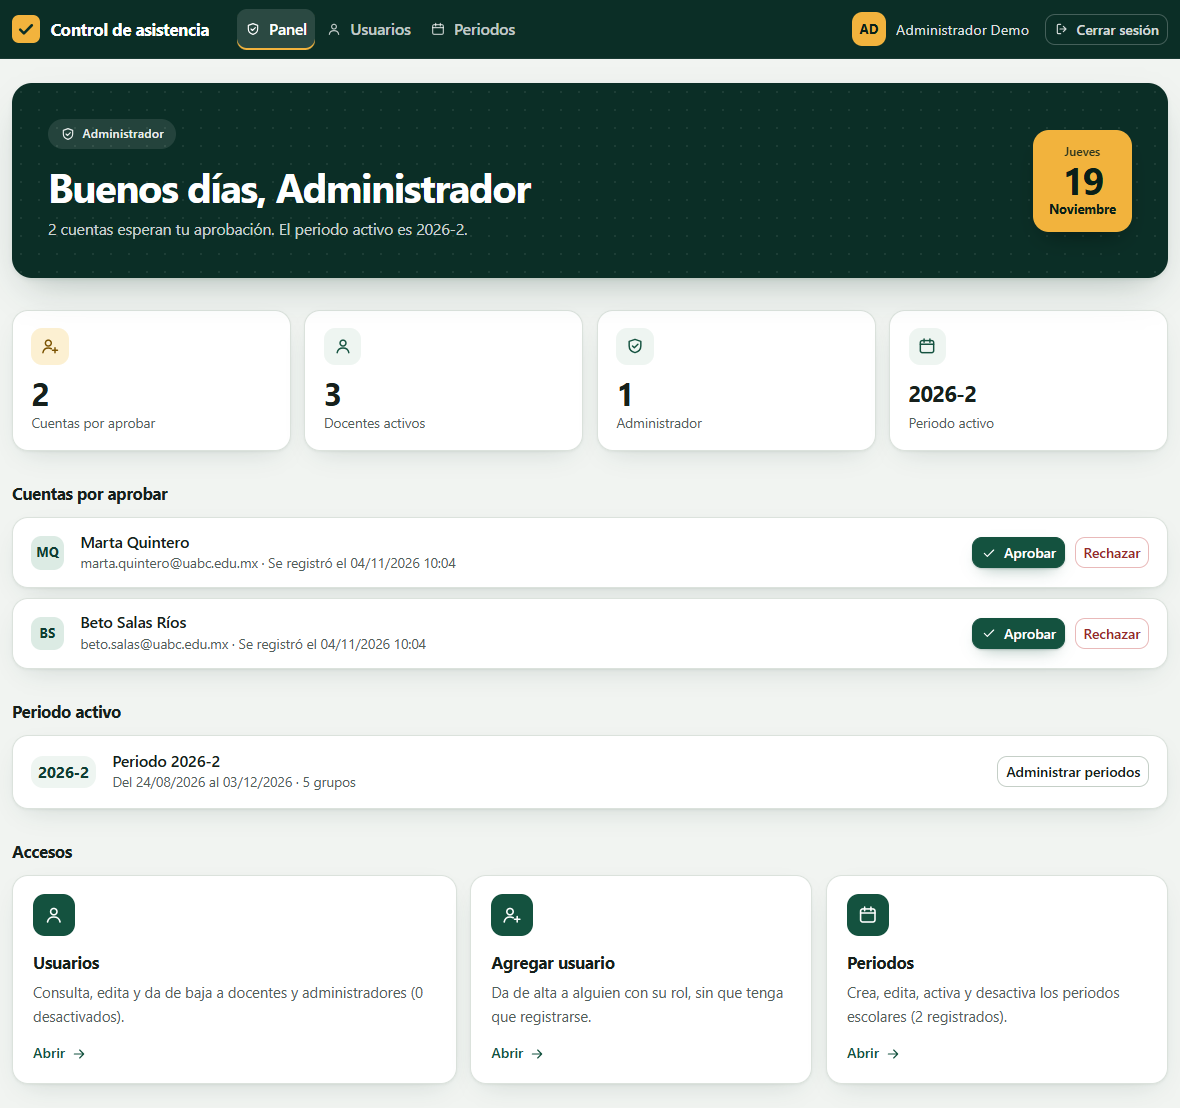 Control de asistencia
Panel
Usuarios
Periodos
AD
Administrador Demo
Cerrar sesión
Administrador
Buenos días, Administrador
2 cuentas esperan tu aprobación. El periodo activo es 2026-2.
Jueves
19
Noviembre
2
Cuentas por aprobar
3
Docentes activos
1
Administrador
2026-2
Periodo activo
Cuentas por aprobar
MQ
Marta Quintero
marta.quintero@uabc.edu.mx · Se registró el 04/11/2026 10:04
Aprobar
Rechazar
BS
Beto Salas Ríos
beto.salas@uabc.edu.mx · Se registró el 04/11/2026 10:04
Aprobar
Rechazar
Periodo activo
2026-2
Periodo 2026-2
Del 24/08/2026 al 03/12/2026 · 5 grupos
Administrar periodos
Accesos
Usuarios
Consulta, edita y da de baja a docentes y administradores (0
desactivados).
Abrir →
Agregar usuario
Da de alta a alguien con su rol, sin que tenga
que registrarse.
Abrir →
Periodos
Crea, edita, activa y desactiva los periodos
escolares (2 registrados).
Abrir →